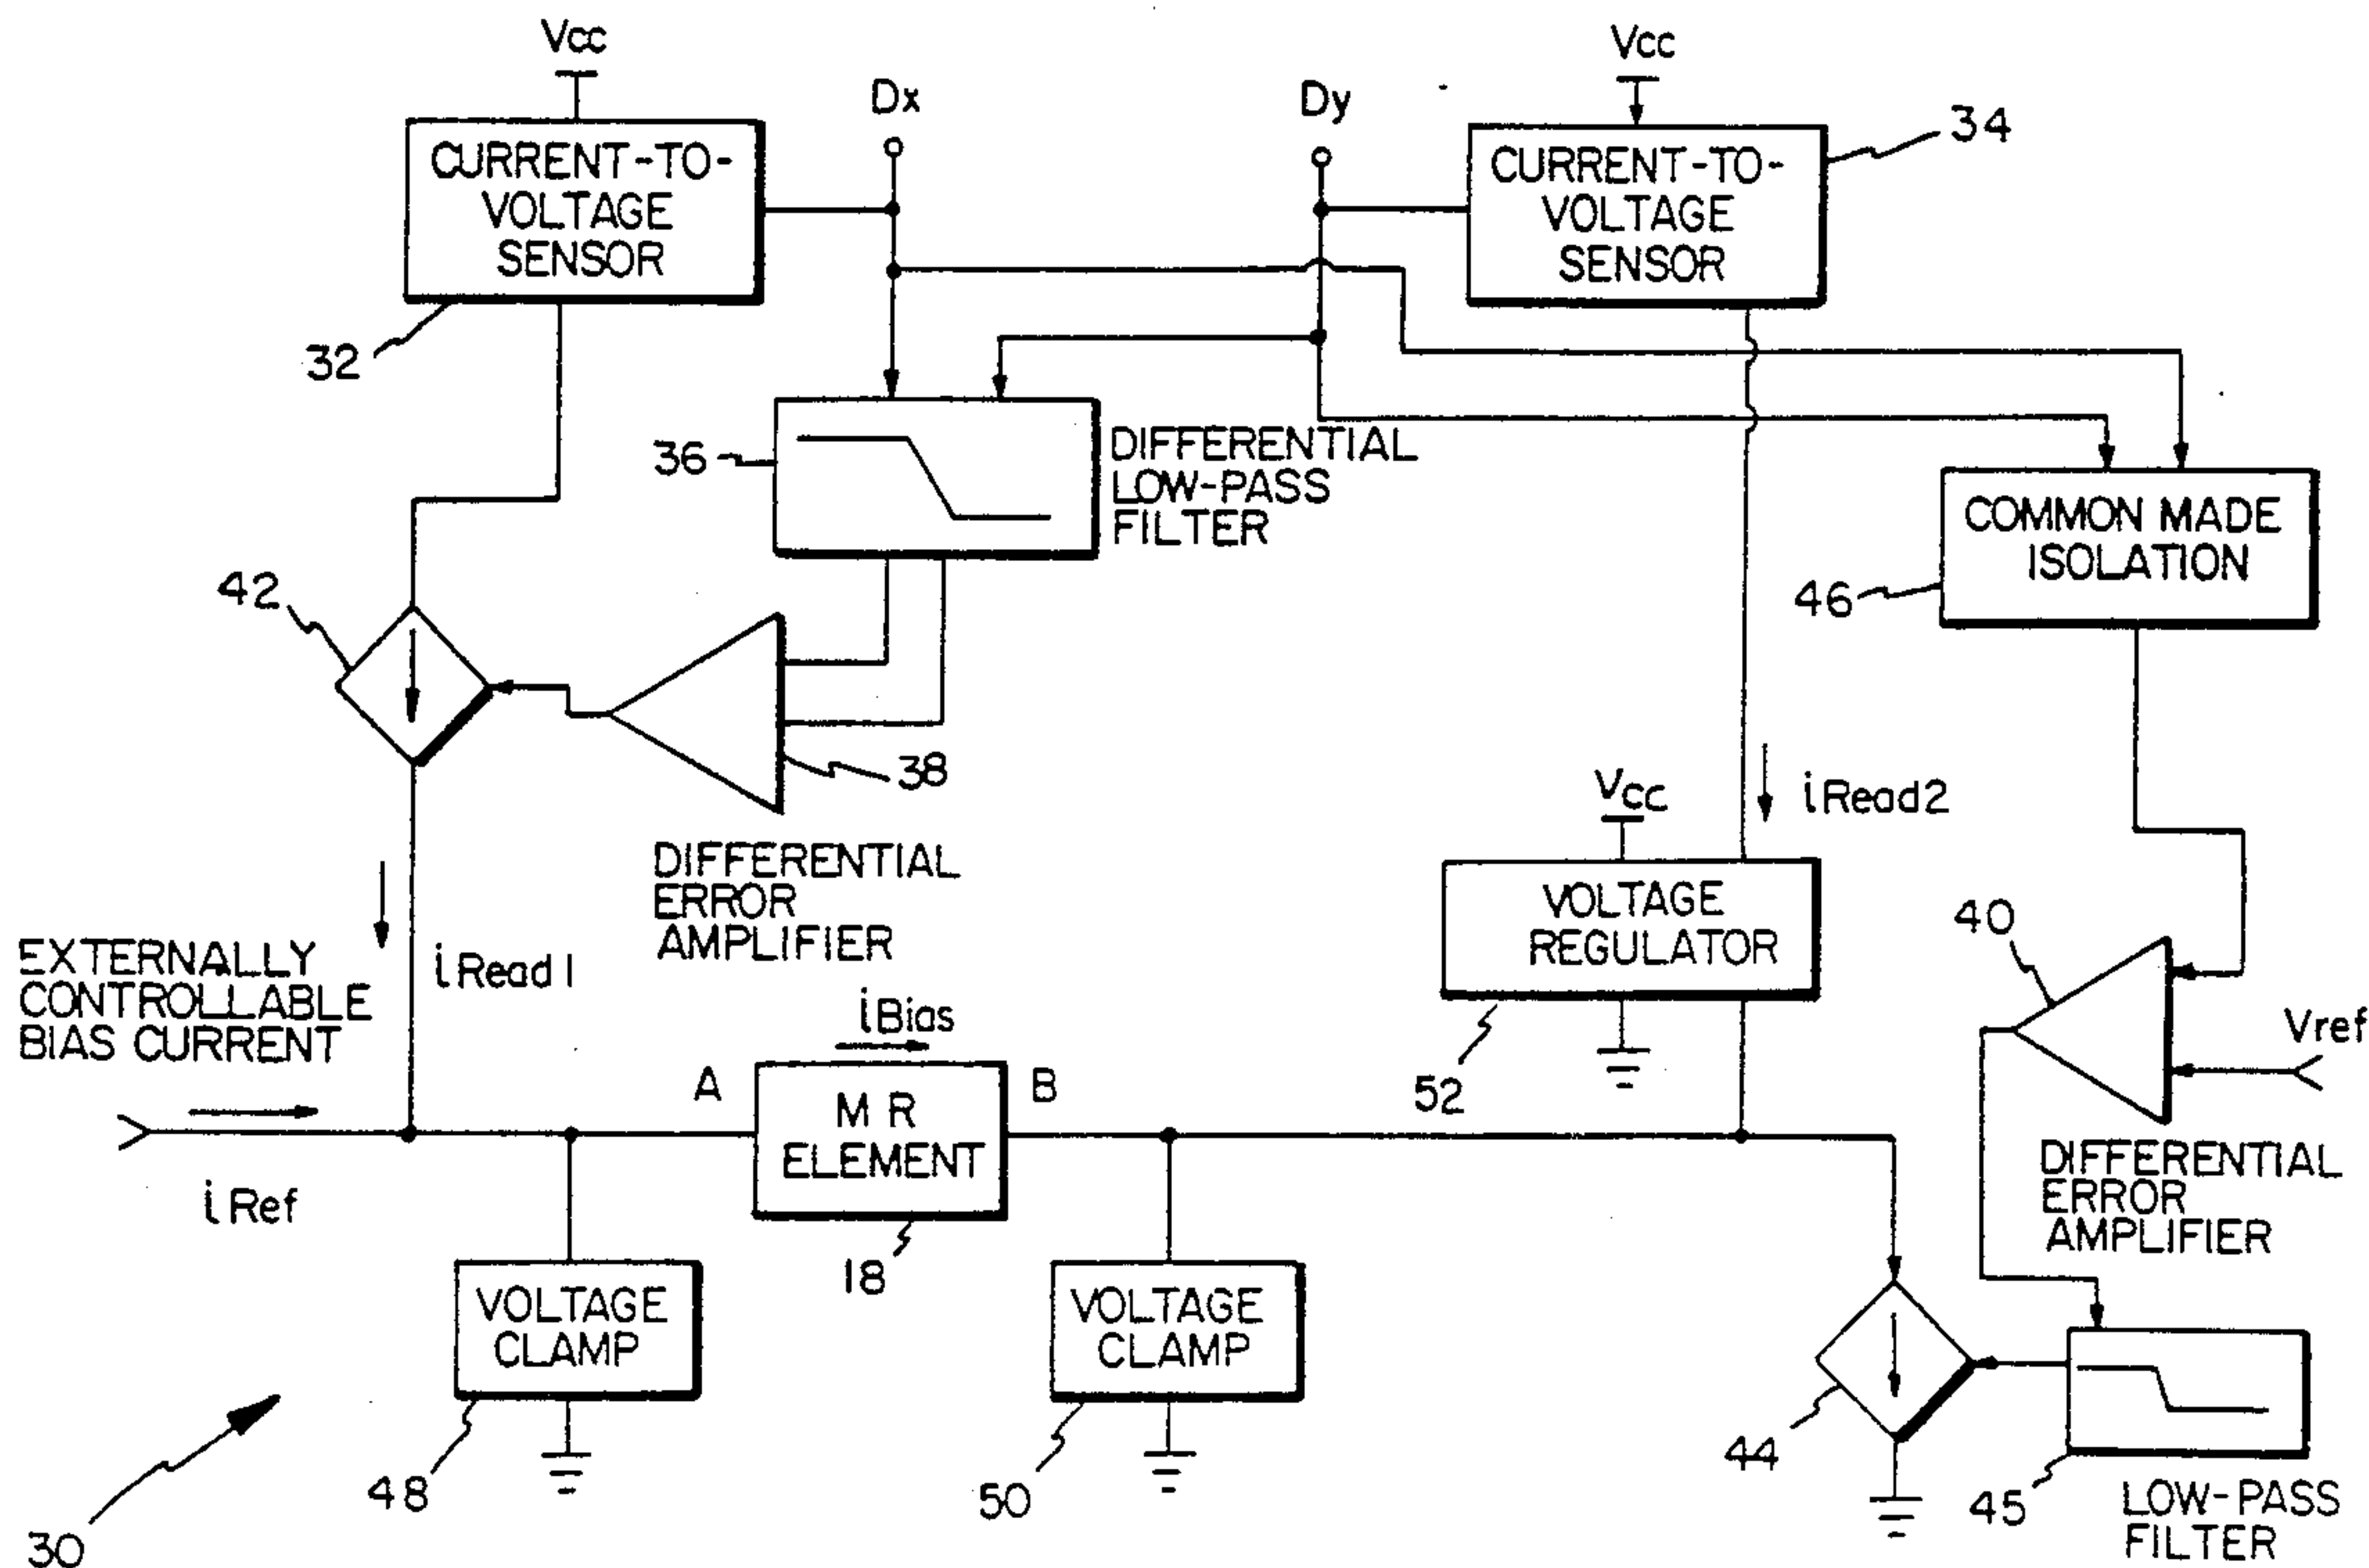 Vcc
Vcc
Dx
Dy
CURRENT-TO-
VOLTAGE
SENSOR
CURRENT-TO-
VOLTAGE
SENSOR
34
32
36
DIFFERENTIAL
LOW-PASS
FILTER
COMMON MADE
ISOLATION
46
42
38
DIFFERENTIAL
ERROR
AMPLIFIER
Vcc
iRead2
VOLTAGE
REGULATOR
52
40
Vref
EXTERNALLY
CONTROLLABLE
BIAS CURRENT
iRead1
iBias
A
MR
ELEMENT
B
18
iRef
DIFFERENTIAL
ERROR
AMPLIFIER
VOLTAGE
CLAMP
48
VOLTAGE
CLAMP
50
44
45
LOW-PASS
FILTER
30